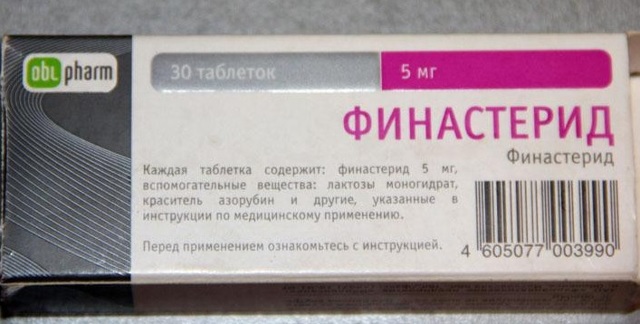 obl pharm
30 таблеток
5 мг
ФИНАСТЕРИД
Финастерид
Каждая таблетка содержит: финастерид 5 мг,
вспомогательные вещества: лактозы моногидрат,
краситель азорубин и другие, указанные в
инструкции по медицинскому применению.
Перед применением ознакомьтесь с инструкцией.
4 605077 003990